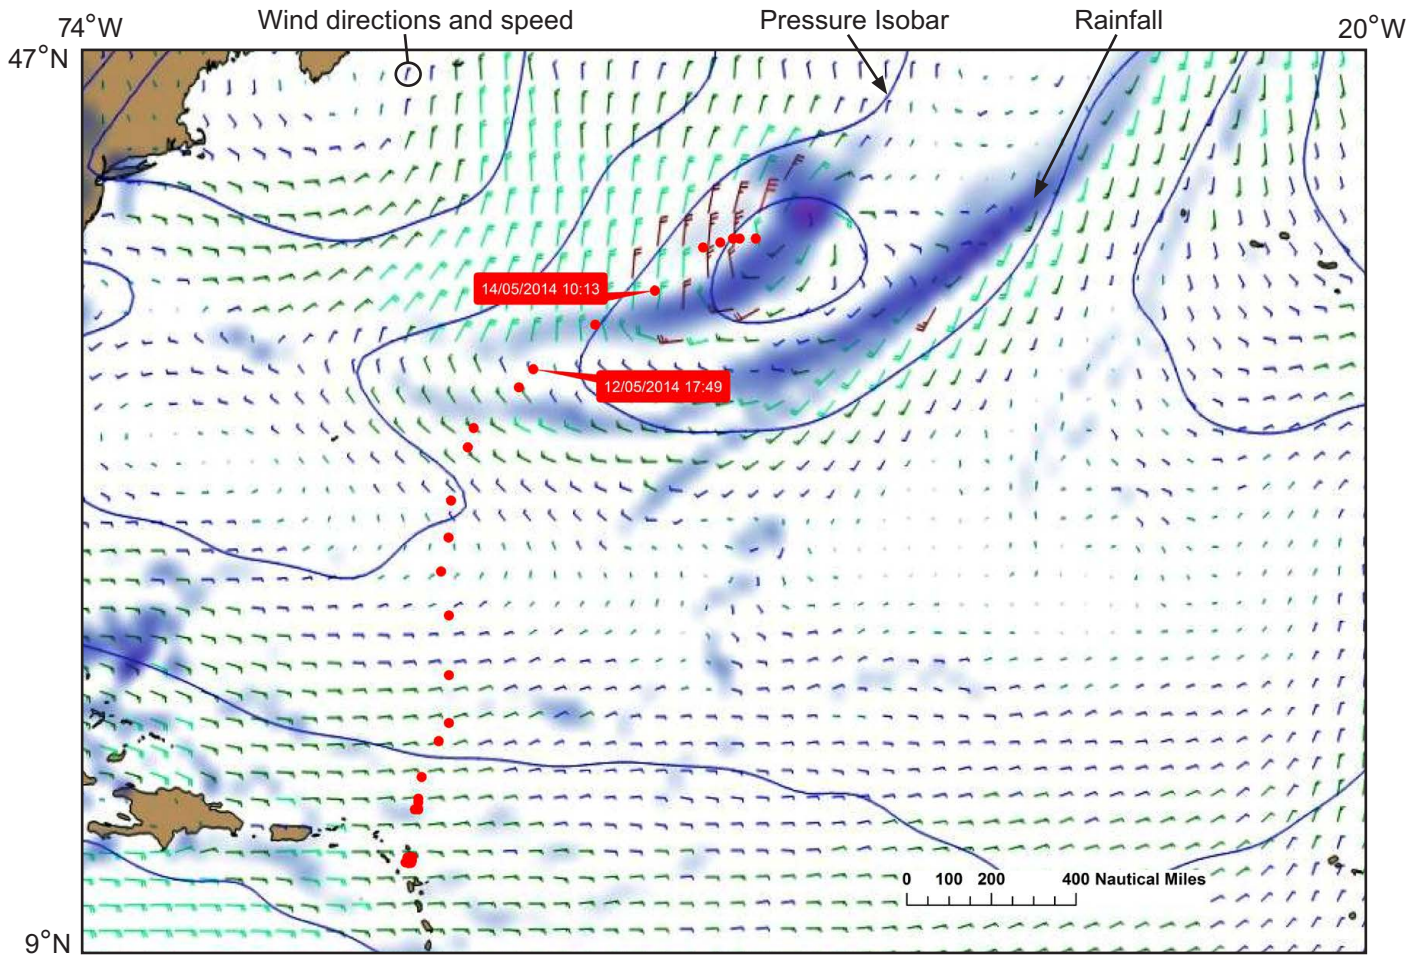 Wind directions and speed
Pressure Isobar
Rainfall
74°W
20°W
47°N
14/05/2014 10:13
12/05/2014 17:49
0 100 200 400 Nautical Miles
9°N